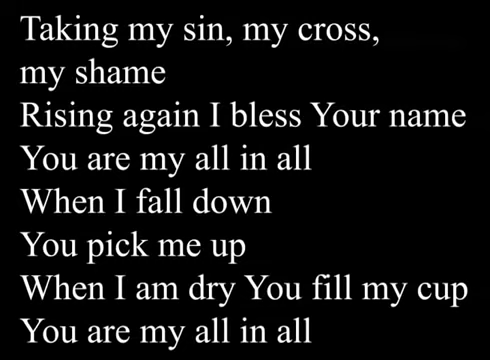 Taking my sin, my cross,
my shame
Rising again I bless Your name
You are my all in all
When I fall down
You pick me up
When I am dry You fill my cup
You are my all in all